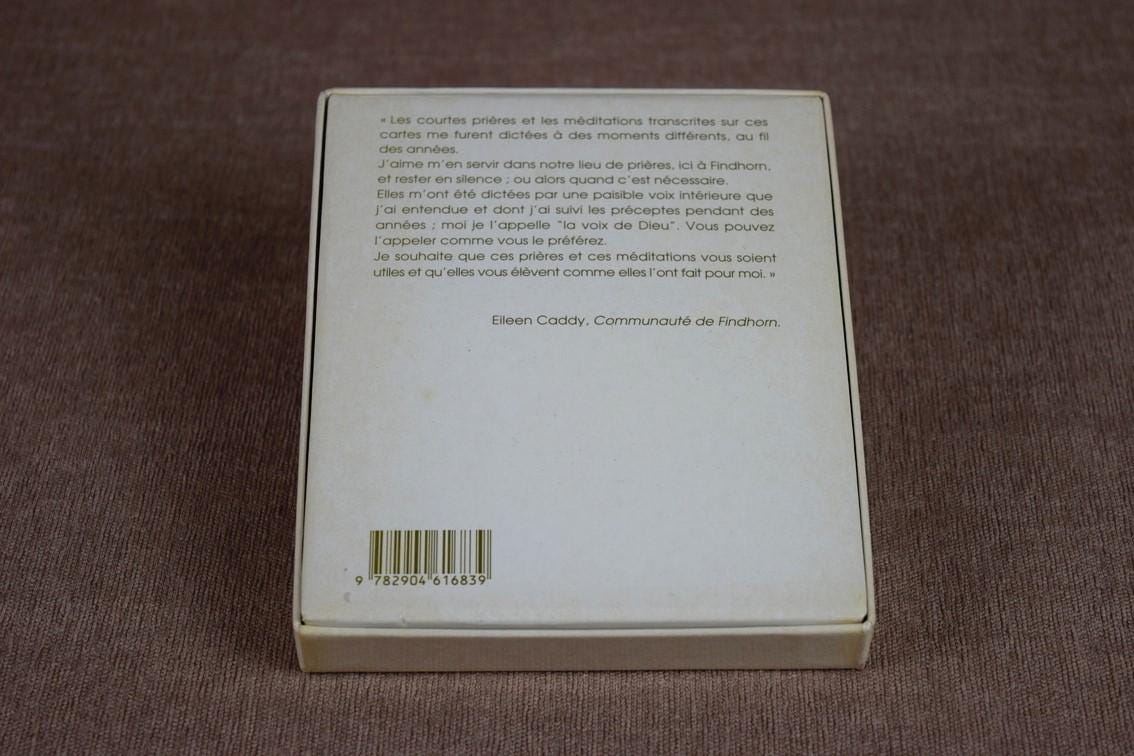 « Les courtes prières et les méditations transcrites sur ces
cartes me furent dictées à des moments différents, au fil
des années.
J'aime m'en servir dans notre lieu de prières, ici à Findhorn,
et rester en silence ; ou alors quand c'est nécessaire.
Elles m'ont été dictées par une paisible voix intérieure que
j'ai entendue et dont j'ai suivi les préceptes pendant des
années ; moi je l'appelle "la voix de Dieu". Vous pouvez
l'appeler comme vous le préférez.
Je souhaite que ces prières et ces méditations vous soient
utiles et qu'elles vous élèvent comme elles l'ont fait pour moi. »
Eileen Caddy, Communauté de Findhorn.
9 782904 616839